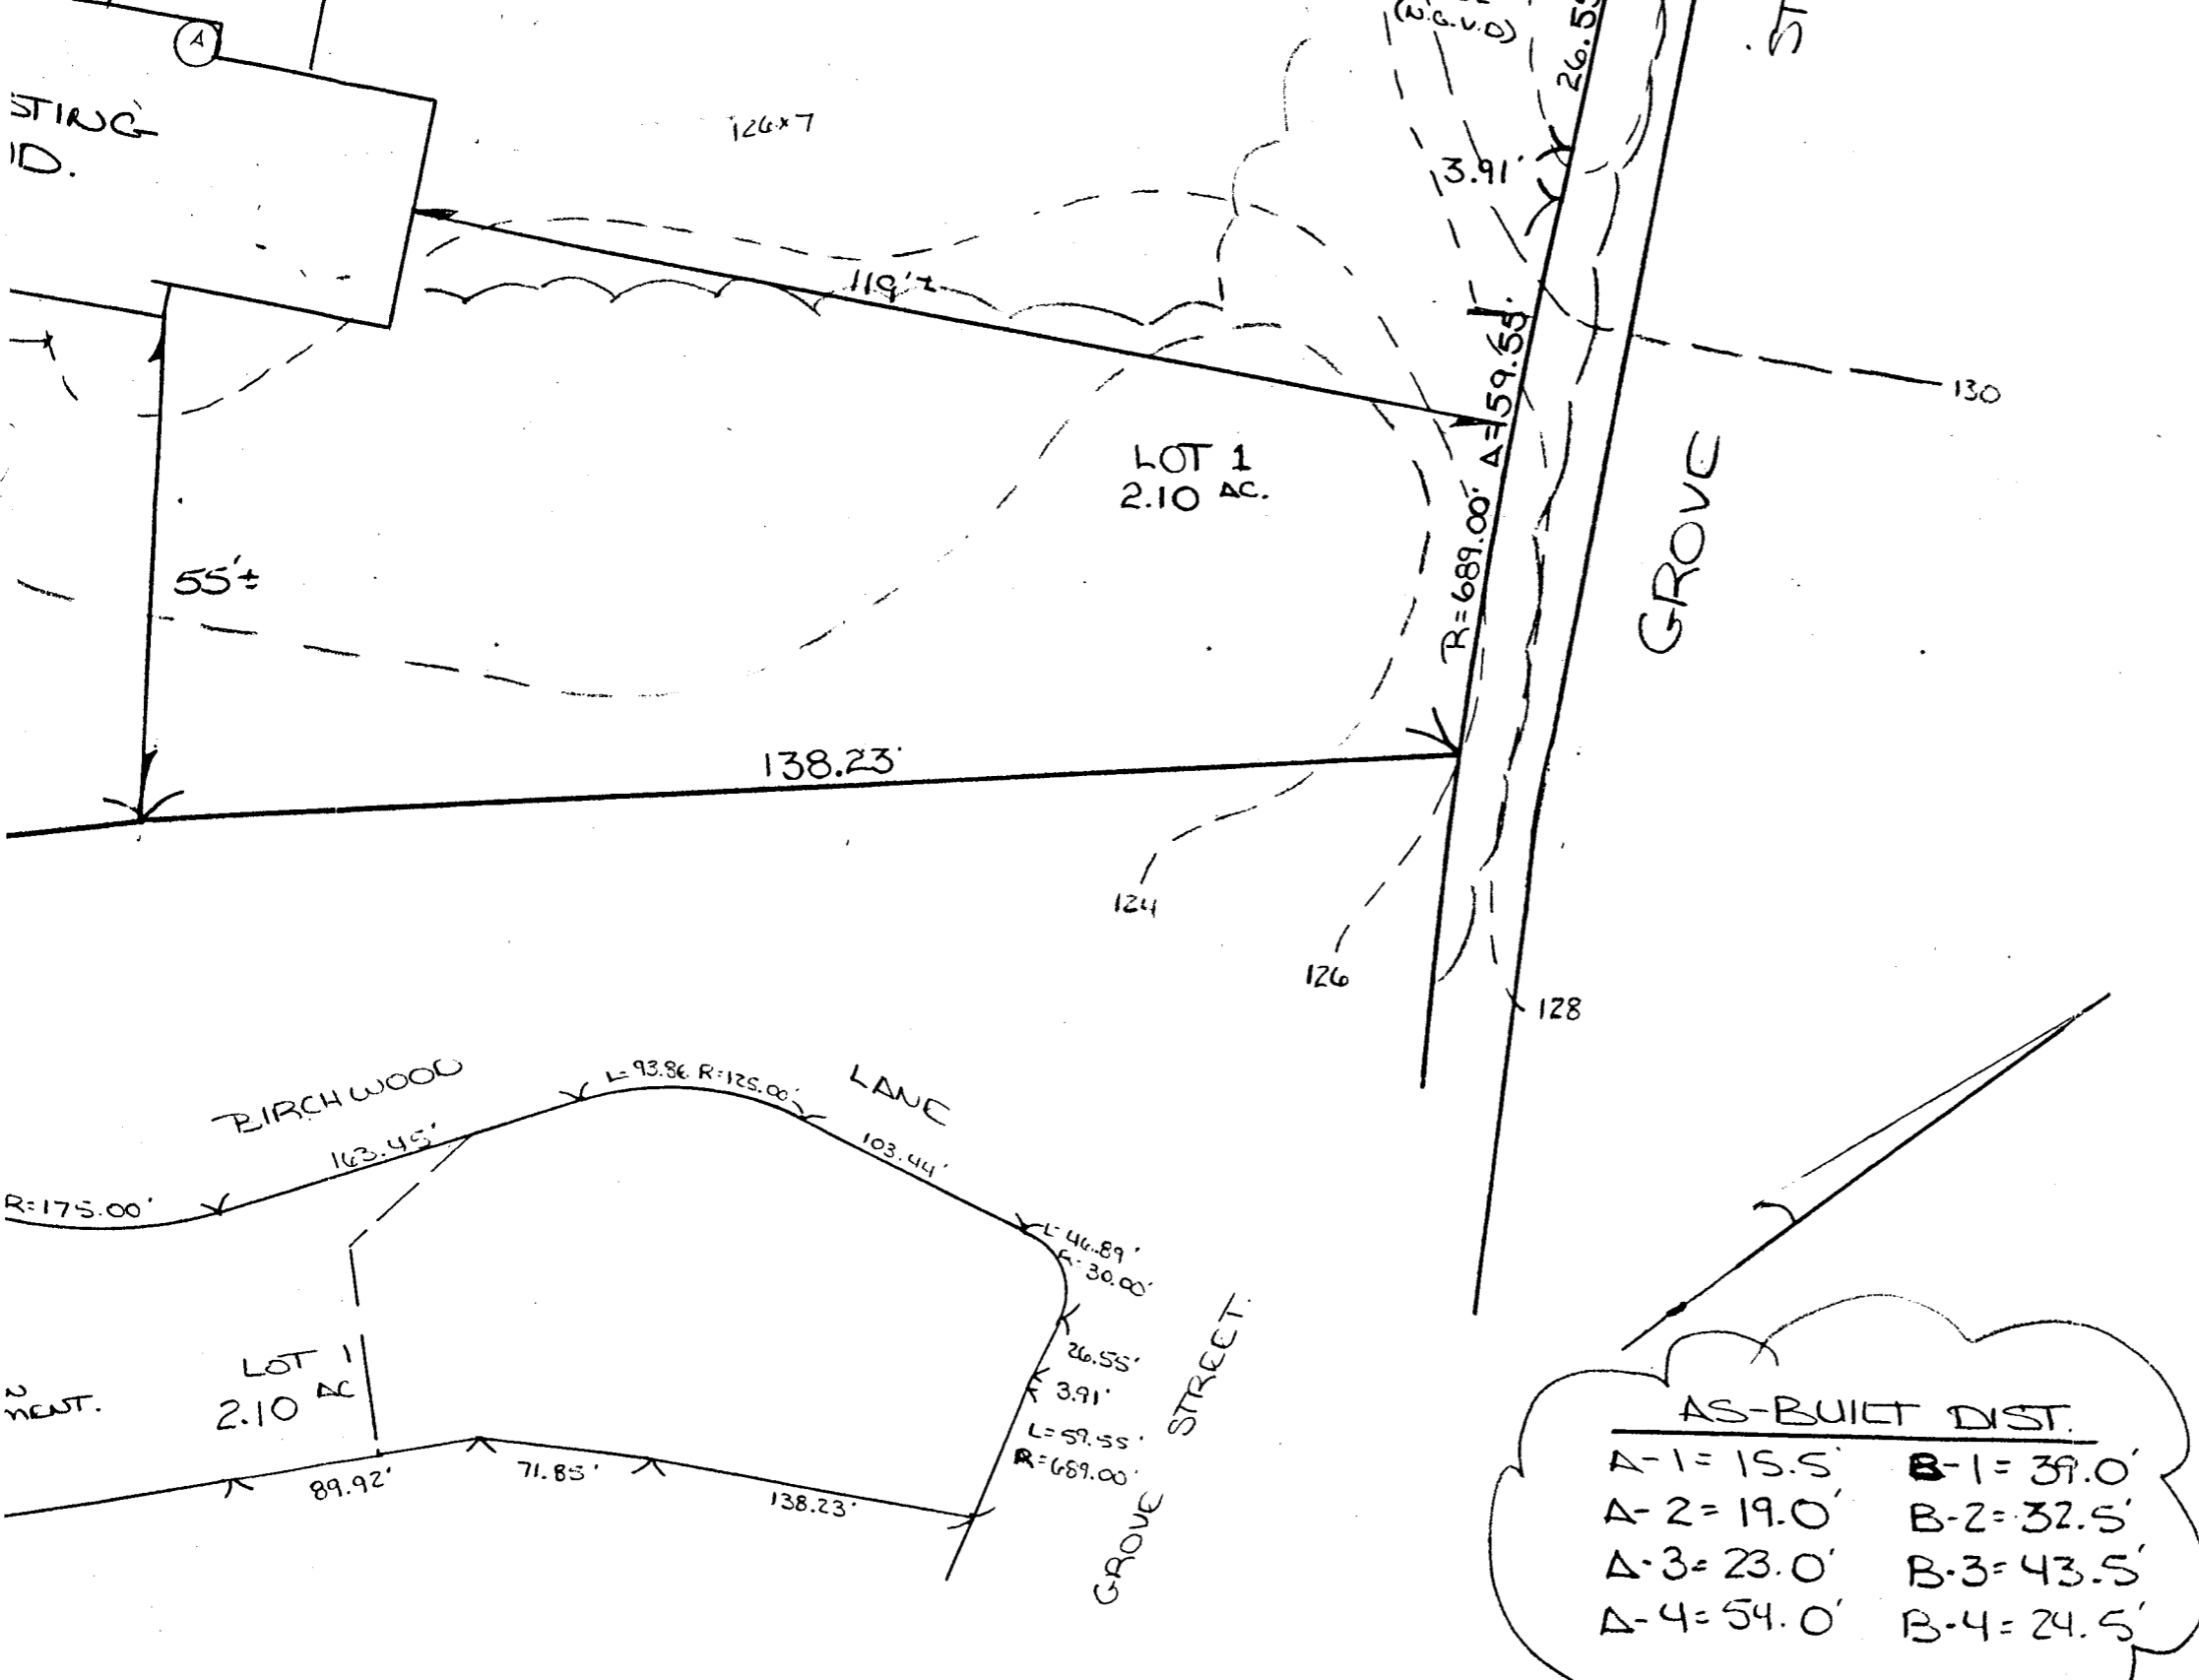 A
STING
D.
126x7
(N.G.V.D)
26.55
3.91'
119'±
A=59.55'
R=689.00'
130
LOT 1
2.10 AC.
GROVE
ST
55'±
138.23'
124
126
128
BIRCHWOOD LANE
L=93.86 R=125.00'
163.45'
103.44'
R=175.00'
L=46.89'
R=30.00'
26.55'
3.91'
L=59.55'
R=689.00'
GROVE STREET.
LOT 1
2.10 AC
N
MENT.
89.92'
71.85'
138.23'
AS-BUILT DIST.
A-1=15.5' B-1=39.0'
A-2=19.0' B-2=32.5'
A-3=23.0' B-3=43.5'
A-4=54.0' B-4=24.5'